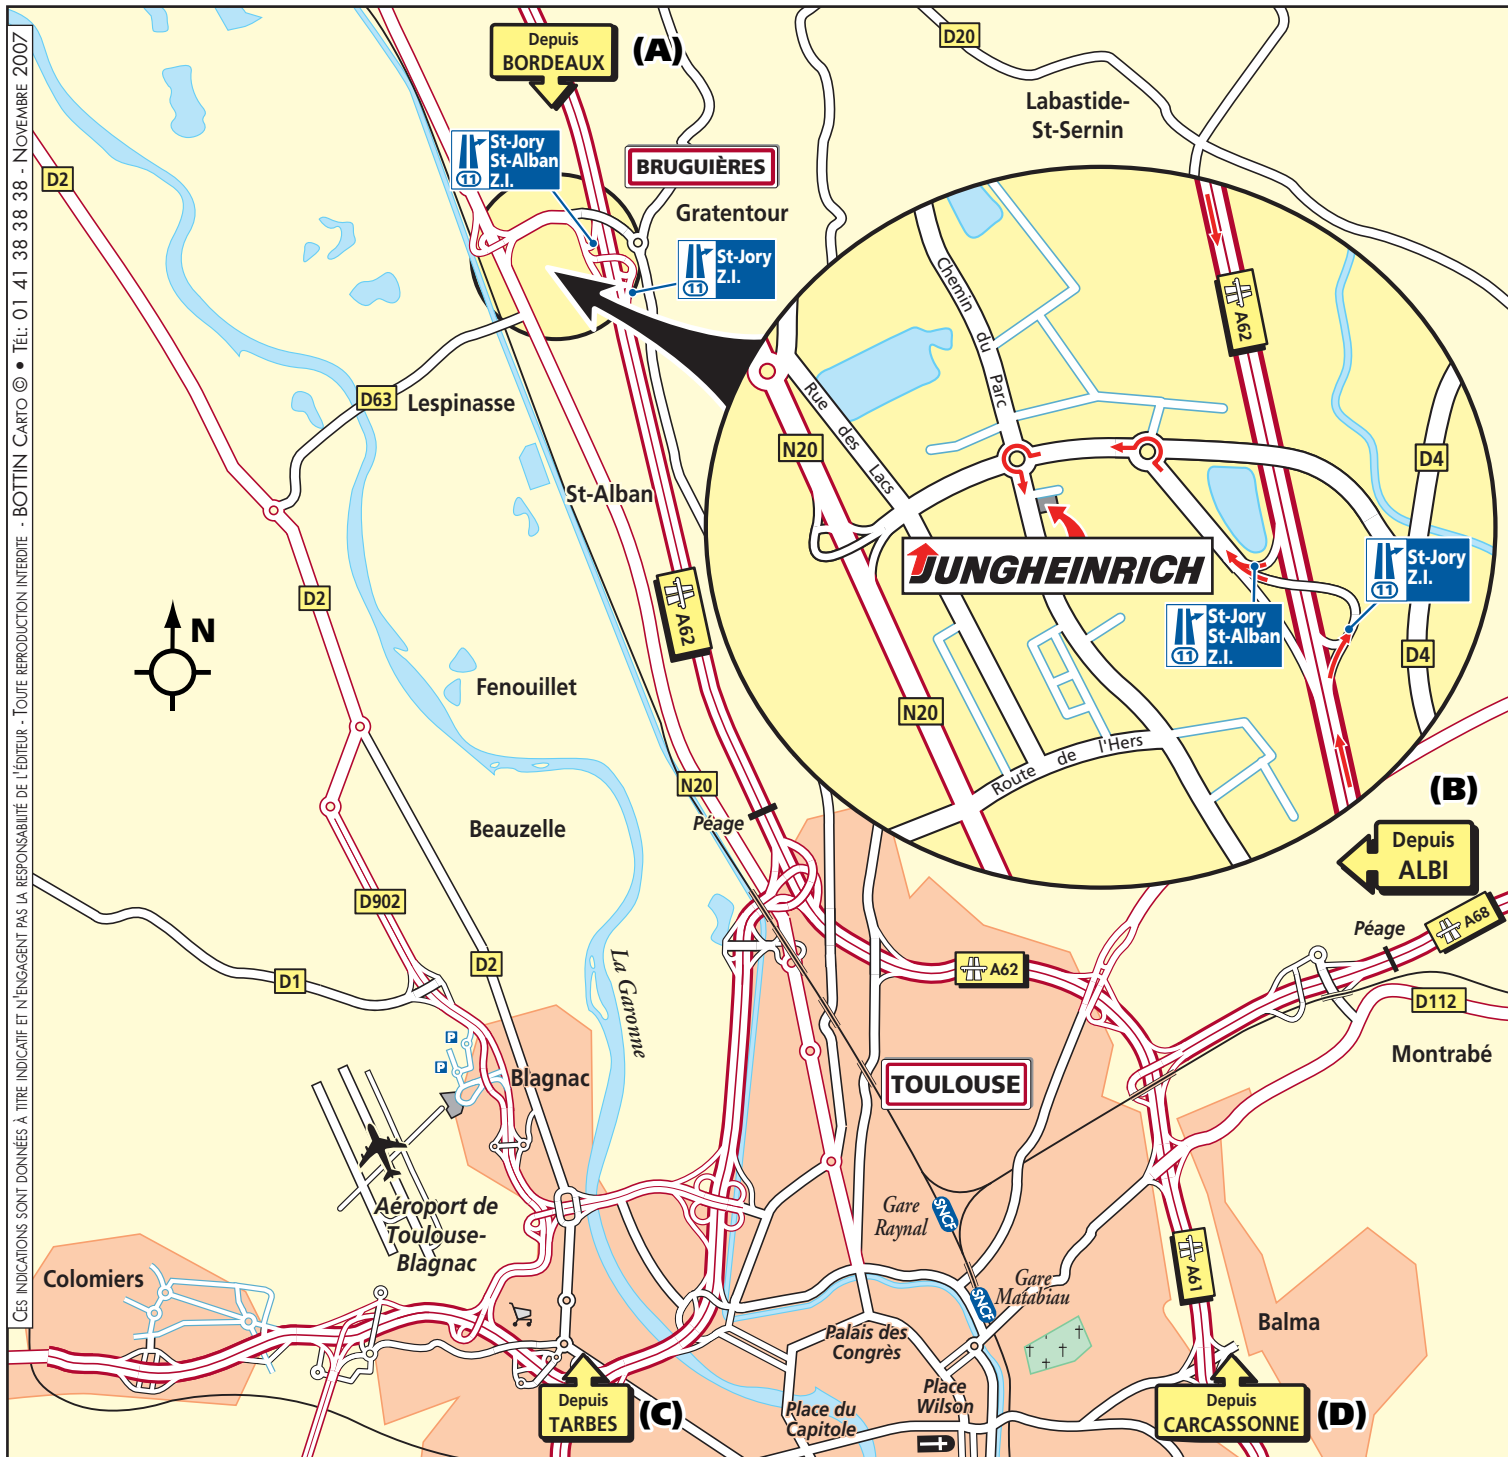 CES INDICATIONS SONT DONNÉES À TITRE INDICATIF ET N'ENGAGENT PAS LA RESPONSABILITÉ DE L'ÉDITEUR - TOUTE REPRODUCTION INTERDITE - BOTTIN CARTO © • TÉL: 01 41 38 38 38 - NOVEMBRE 2007
Depuis
BORDEAUX
(A)
D20
Labastide-
St-Sernin
St-Jory
St-Alban
Z.I.
11
BRUGUIÈRES
D2
Gratentour
St-Jory
Z.I.
11
A62
Chemin du Parc
Rue des Lacs
D63
Lespinasse
N20
D4
St-Alban
JUNGHEINRICH
St-Jory
Z.I.
11
D2
A62
St-Jory
St-Alban
Z.I.
11
N
D4
Fenouillet
N20
Route de l'Hers
N20
(B)
Péage
Beauzelle
Depuis
ALBI
D902
A68
Péage
D2
D1
La Garonne
A62
D112
P
P
Montrabé
Blagnac
TOULOUSE
Aéroport de
Toulouse-
Blagnac
Gare
Raynal
SNCF
Colomiers
A61
Gare
Matabiau
SNCF
Balma
Palais des
Congrès
Place
Wilson
Place du
Capitole
Depuis
TARBES
(C)
Depuis
CARCASSONNE
(D)